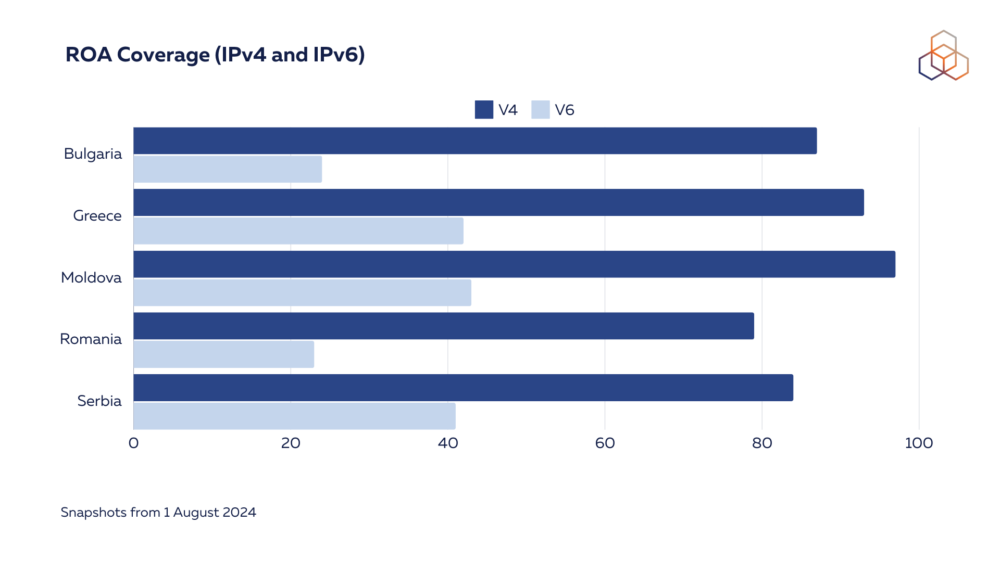 ROA Coverage (IPv4 and IPv6)
V4 V6
Bulgaria
Greece
Moldova
Romania
Serbia
0 20 40 60 80 100
Snapshots from 1 August 2024